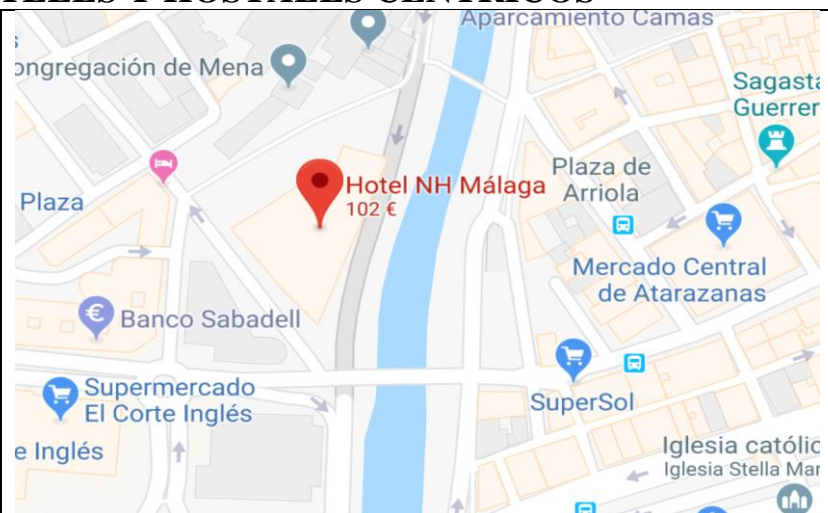 Aparcamiento Camas
ongregación de Mena
Sagasta
Guerrer
Hotel NH Málaga
102 €
Plaza de
Arriola
Plaza
Mercado Central
de Atarazanas
Banco Sabadell
Supermercado
El Corte Inglés
SuperSol
e Inglés
Iglesia católic
Iglesia Stella Mar